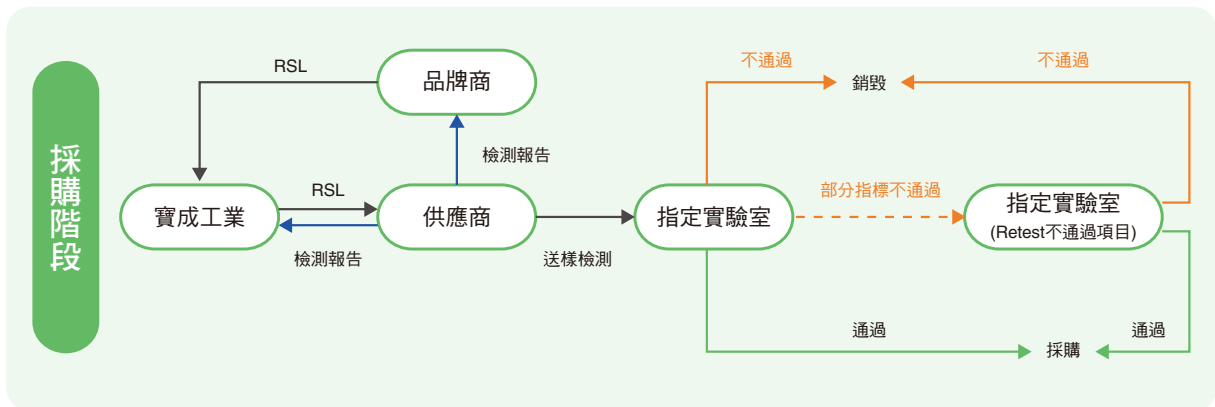 採購階段
RSL
品牌商
檢測報告
寶成工業
RSL
檢測報告
供應商
送樣檢測
指定實驗室
不通過
銷毀
不通過
部分指標不通過
指定實驗室
(Retest不通過項目)
通過
採購
通過